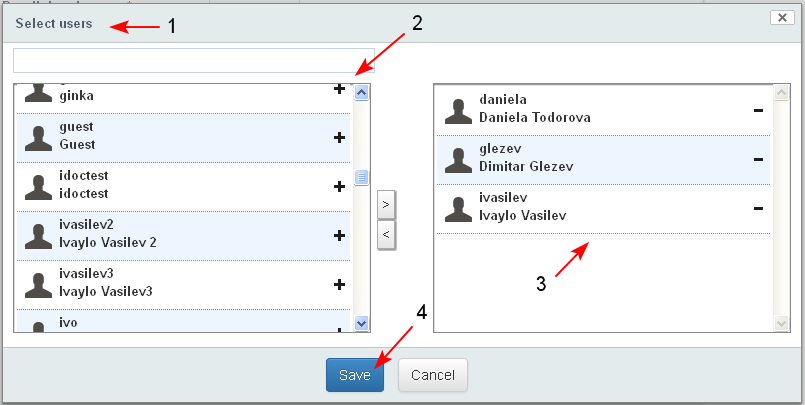 Select users
1
2
ginka
guest
Guest
idoctest
idoctest
ivasilev2
Ivaylo Vasilev 2
ivasilev3
Ivaylo Vasilev3
ivo
>
<
daniela
Daniela Todorova
glezev
Dimitar Glezev
ivasilev
Ivaylo Vasilev
3
4
Save
Cancel